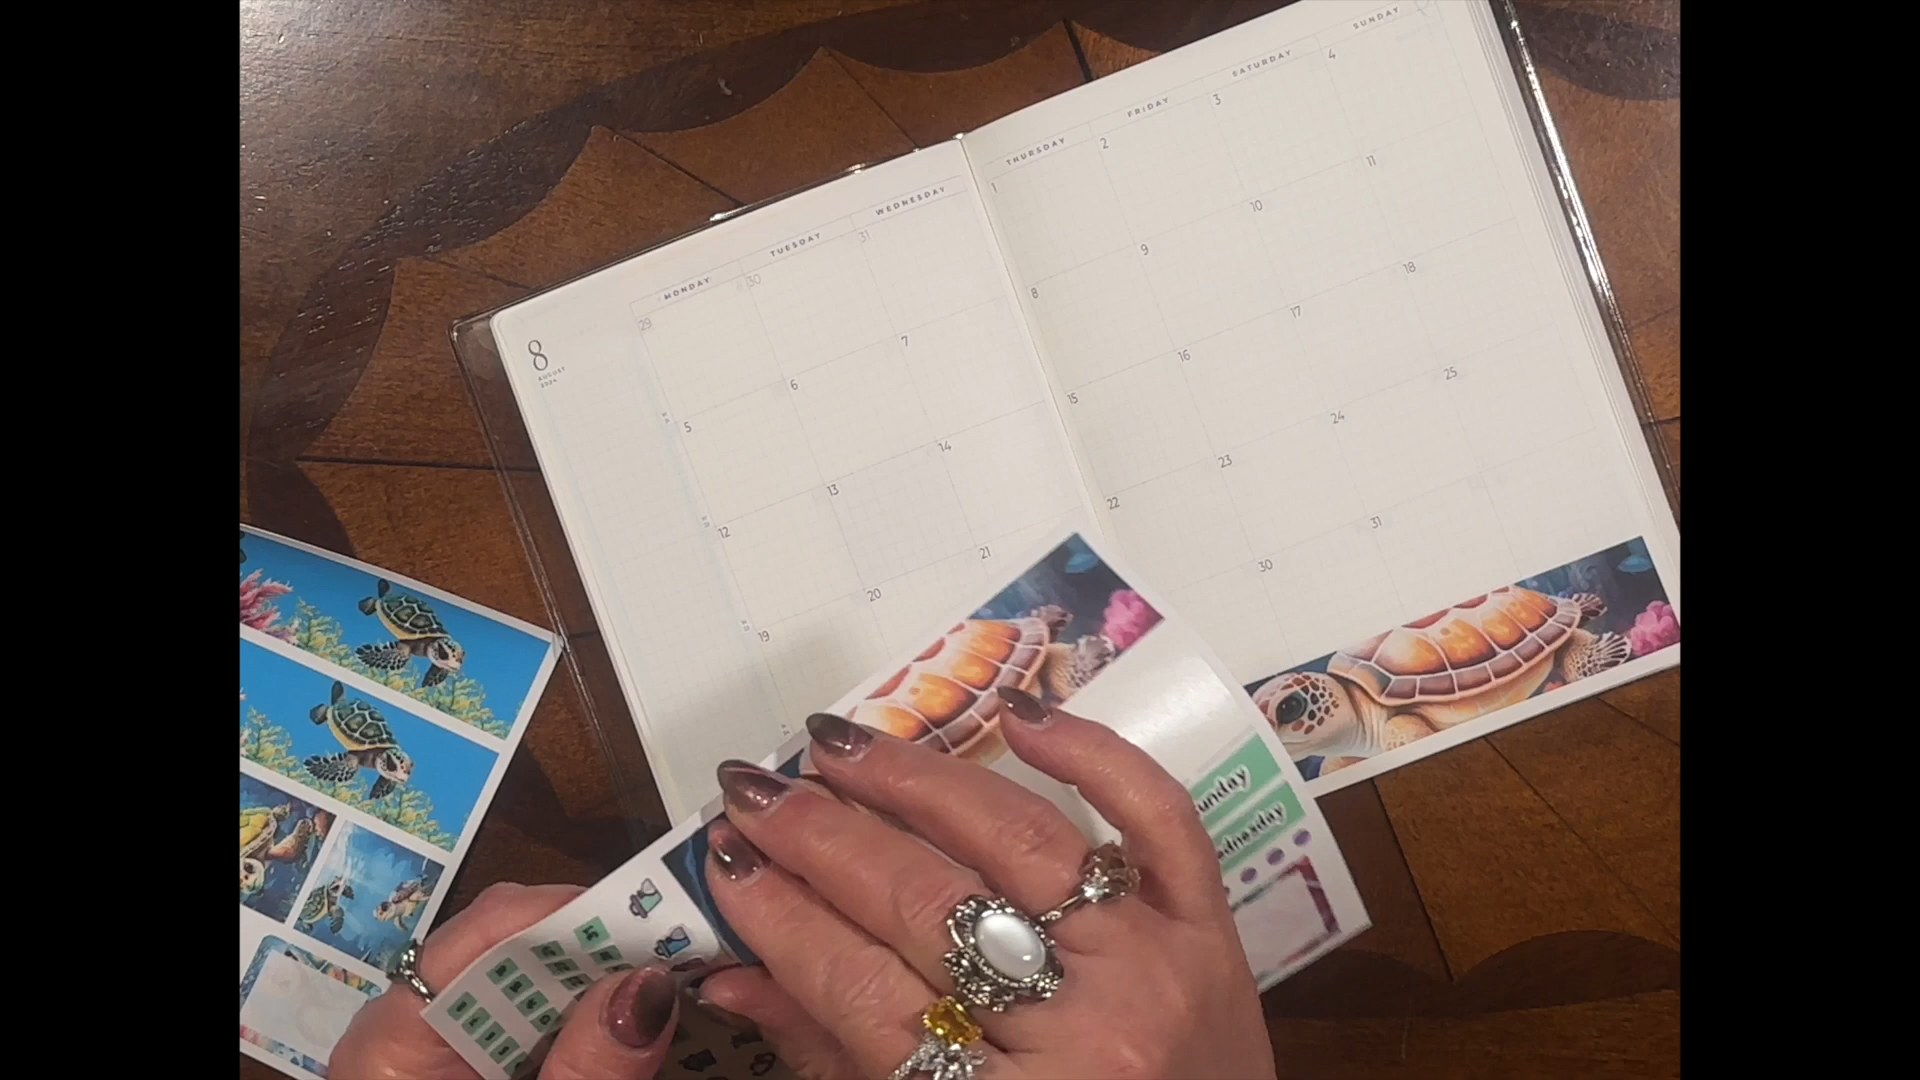 SUNDAY
SATURDAY
FRIDAY
THURSDAY
WEDNESDAY
TUESDAY
MONDAY
29 30 31 1 2 3 4
8
AUGUST
2024
5 6 7 8 9 10 11
12 13 14 15 16 17 18
19 20 21 22 23 24 25
30 31
unday
ednesday